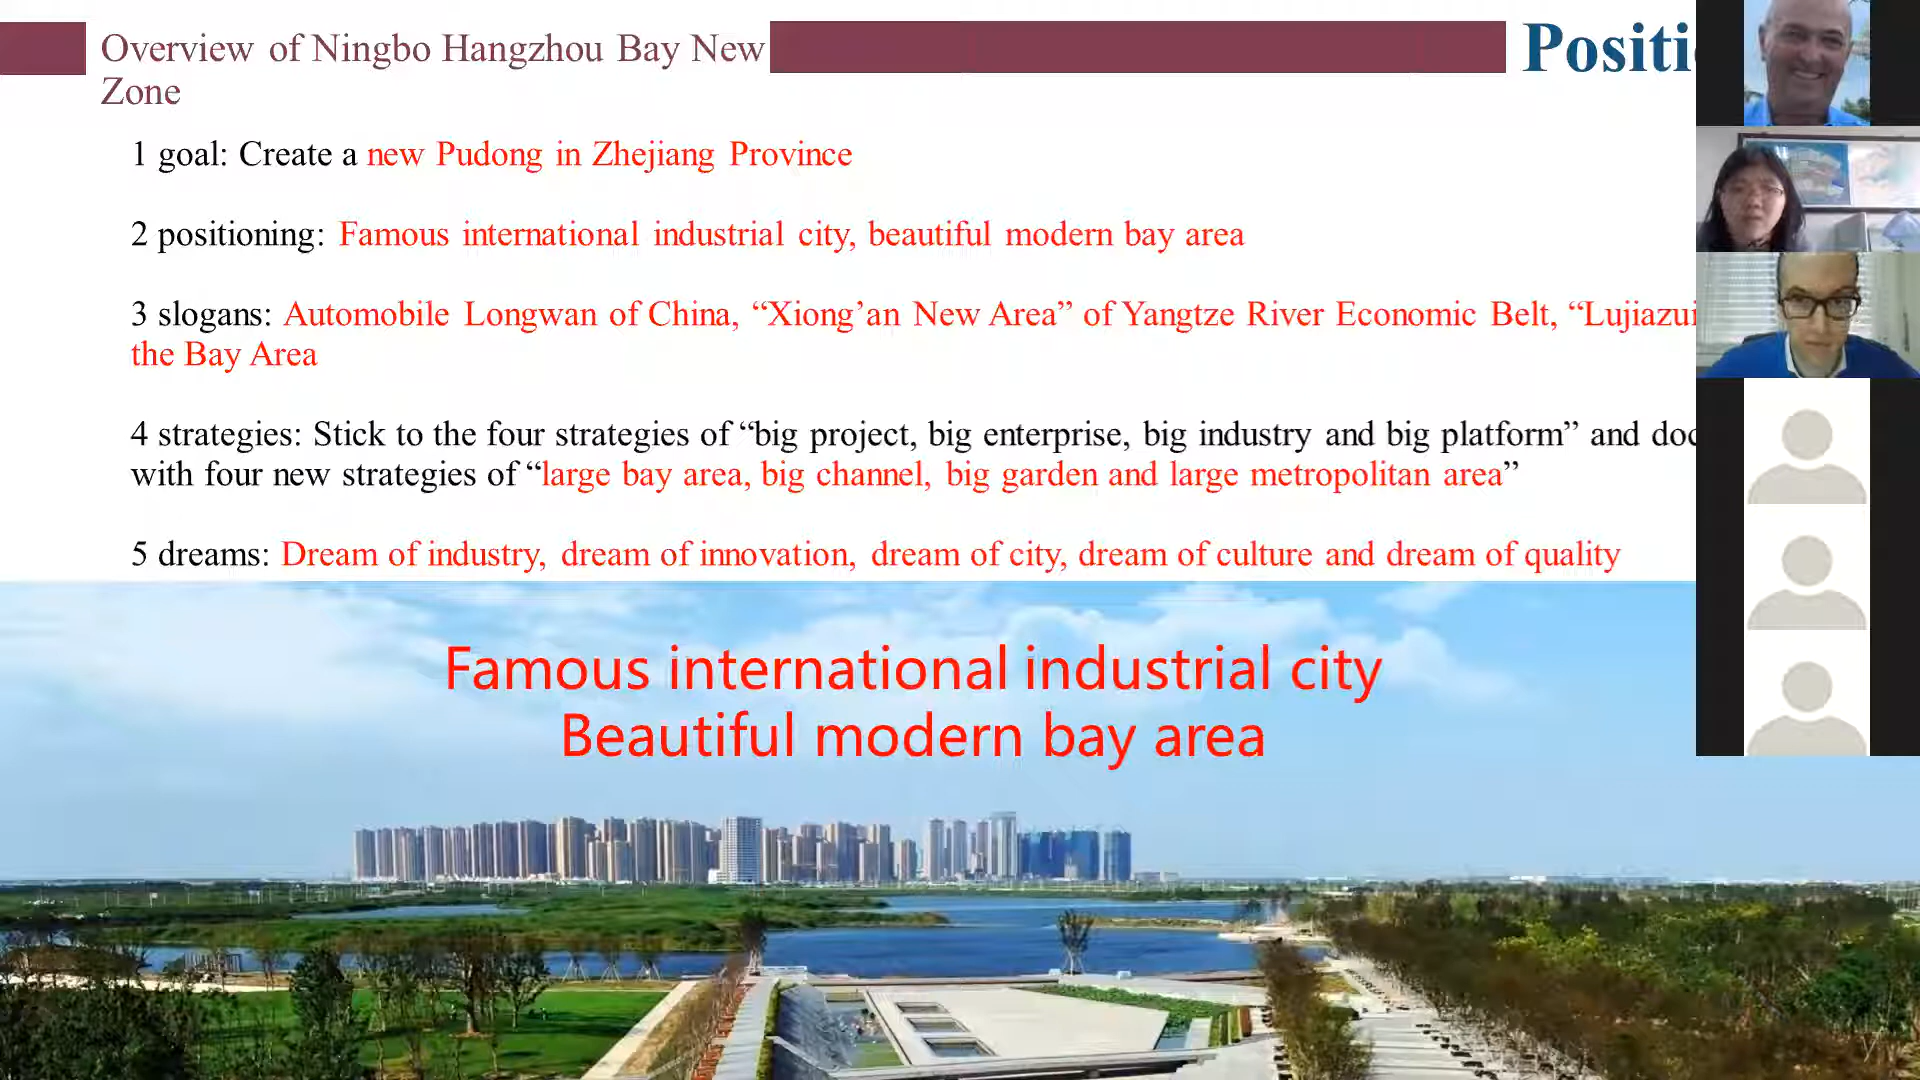 Overview of Ningbo Hangzhou Bay New
Zone
1 goal: Create a new Pudong in Zhejiang Province
2 positioning: Famous international industrial city, beautiful modern bay area
3 slogans: Automobile Longwan of China, “Xiong’an New Area” of Yangtze River Economic Belt, “Lujiazui
the Bay Area
4 strategies: Stick to the four strategies of “big project, big enterprise, big industry and big platform” and
with four new strategies of “large bay area, big channel, big garden and large metropolitan area”
5 dreams: Dream of industry, dream of innovation, dream of city, dream of culture and dream of quality
Famous international industrial city
Beautiful modern bay area